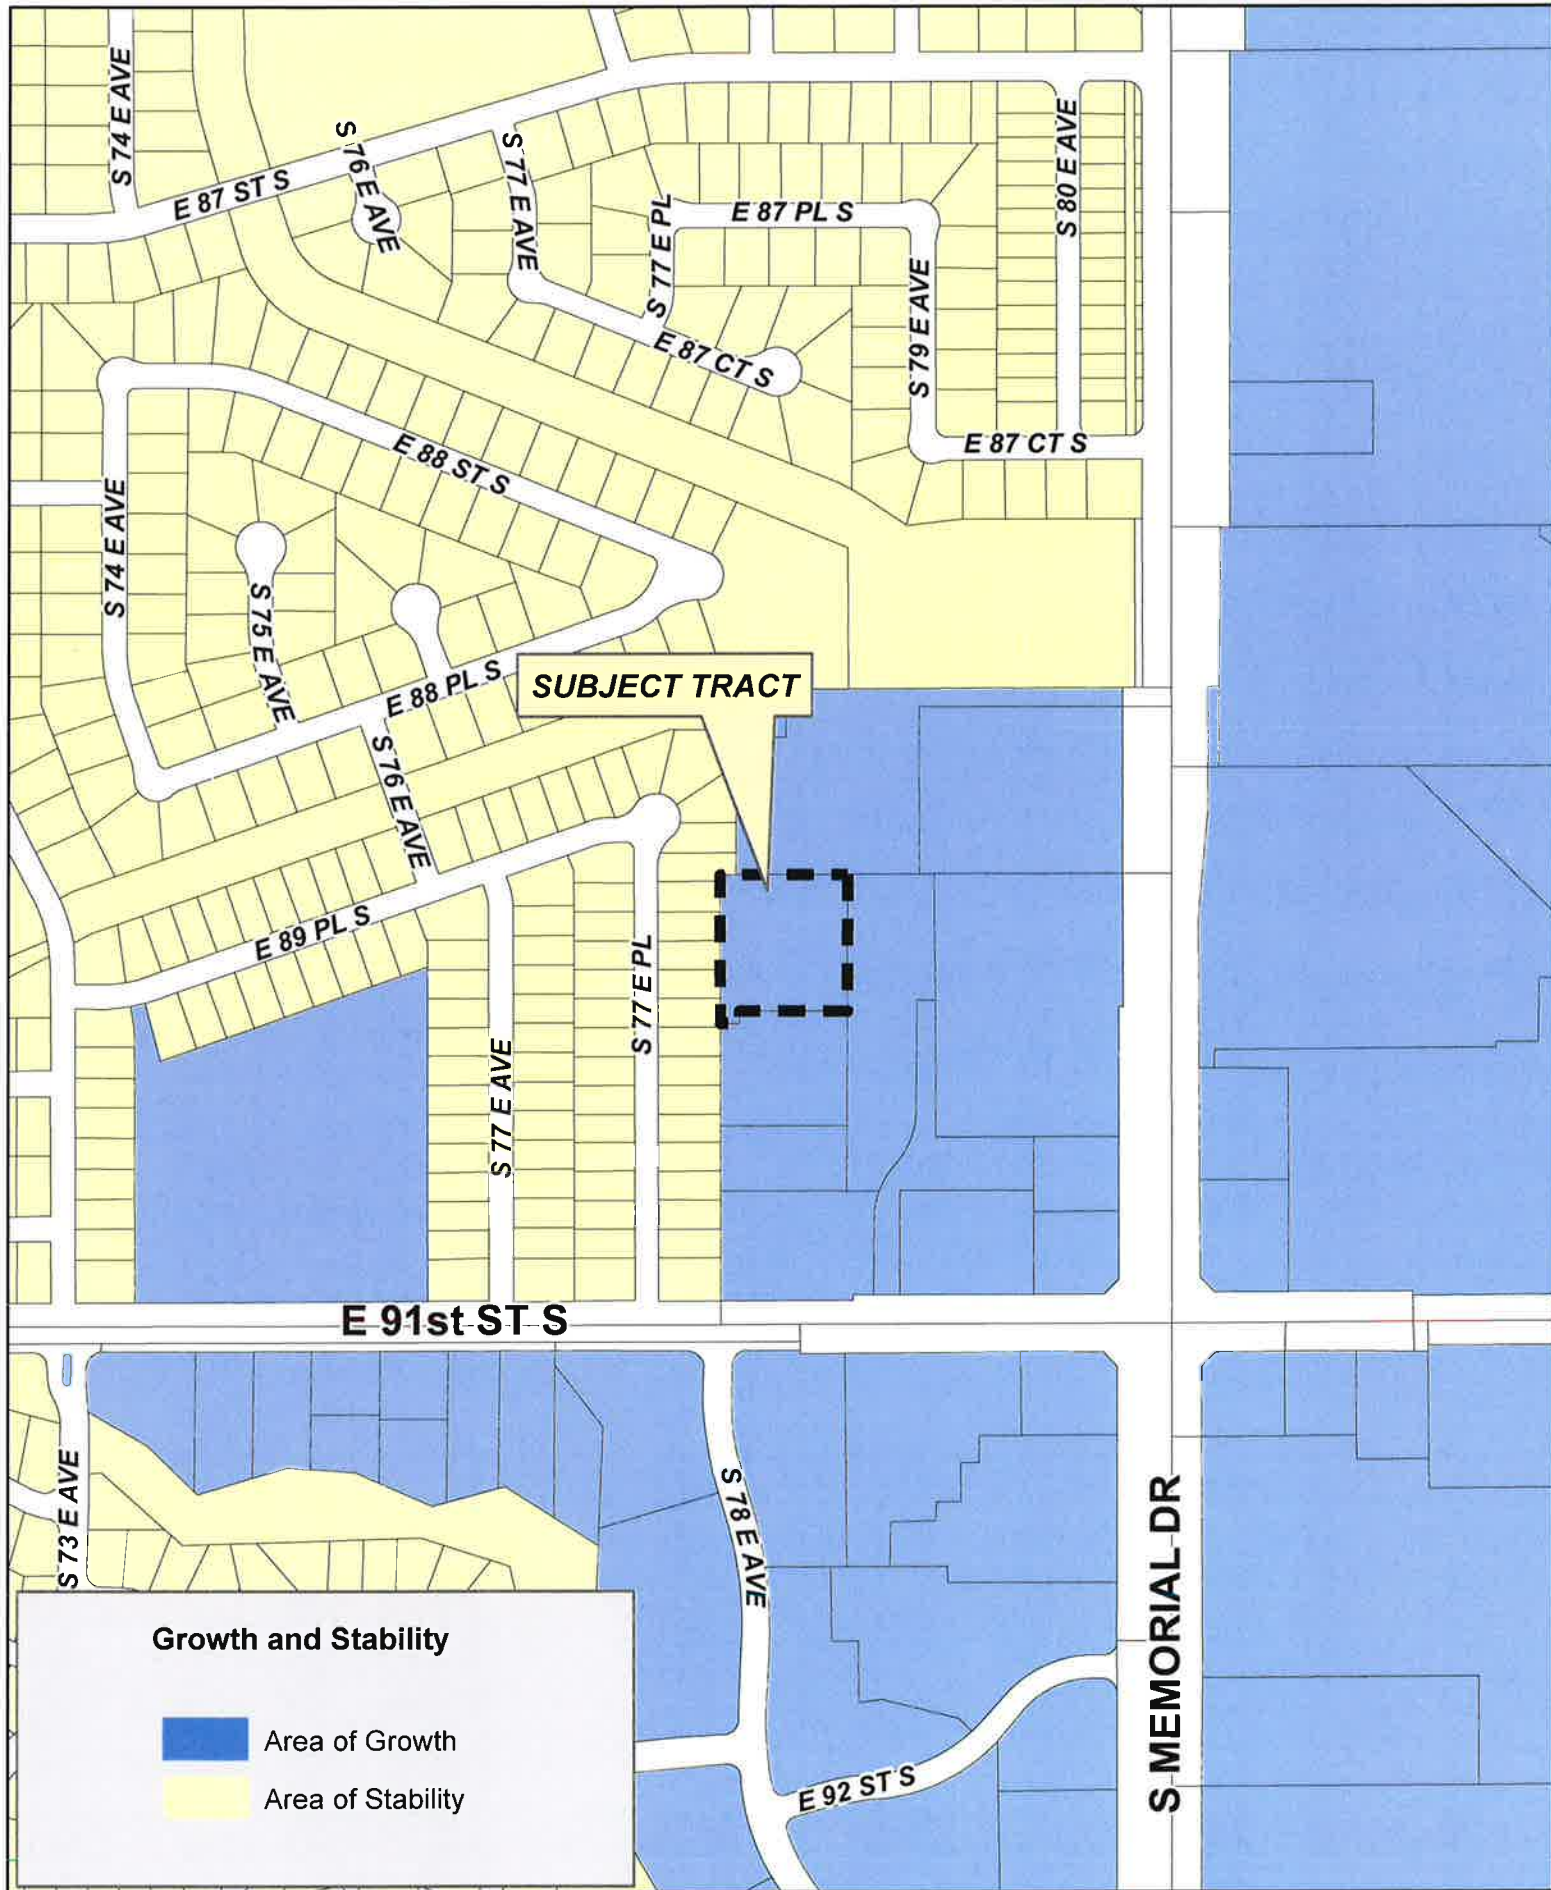 S 74 E AVE
E 87 ST S
S 76 E AVE
S 77 E AVE
S 77 E PL
E 87 PL S
S 80 E AVE
S 79 E AVE
E 87 CT S
E 87 CT S
E 88 ST S
S 74 E AVE
S 75 E AVE
E 88 PL S
SUBJECT TRACT
S 76 E AVE
E 89 PL S
S 77 E PL
S 77 E AVE
E 91st ST S
S 73 E AVE
S 78 E AVE
S MEMORIAL DR
E 92 ST S
Growth and Stability
Area of Growth
Area of Stability